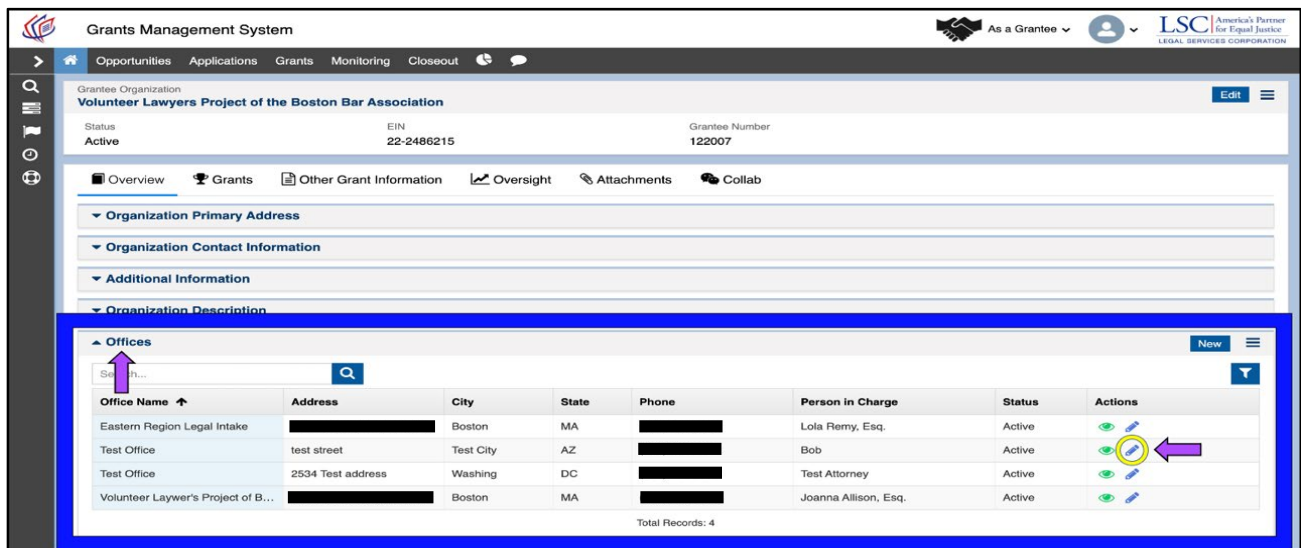 Grants Management System
As a Grantee
LSC America's Partner for Equal Justice
LEGAL SERVICES CORPORATION
Opportunities Applications Grants Monitoring Closeout
Grantee Organization
Volunteer Lawyers Project of the Boston Bar Association
Edit
Status EIN Grantee Number
Active 22-2486215 122007
Overview Grants Other Grant Information Oversight Attachments Collab
Organization Primary Address
Organization Contact Information
Additional Information
Organization Description
Offices New
Office Name Address City State Phone Person in Charge Status Actions
Eastern Region Legal Intake Boston MA Lola Remy, Esq. Active
Test Office test street Test City AZ Bob Active
Test Office 2534 Test address Washing DC Test Attorney Active
Volunteer Laywer's Project of B... Boston MA Joanna Allison, Esq. Active
Total Records: 4